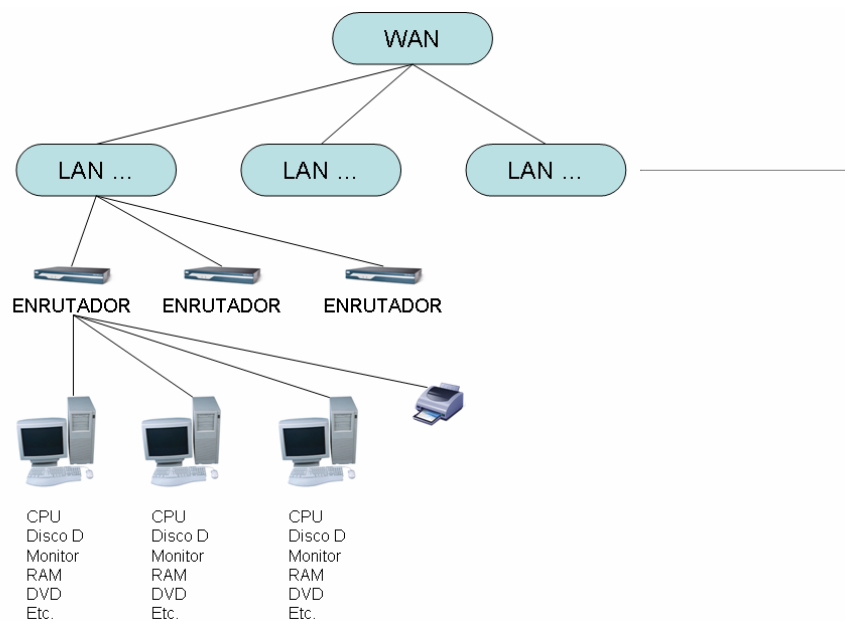 WAN
LAN ...
LAN ...
LAN ...
ENRUTADOR
ENRUTADOR
ENRUTADOR
CPU
Disco D
Monitor
RAM
DVD
Etc.
CPU
Disco D
Monitor
RAM
DVD
Etc.
CPU
Disco D
Monitor
RAM
DVD
Etc.